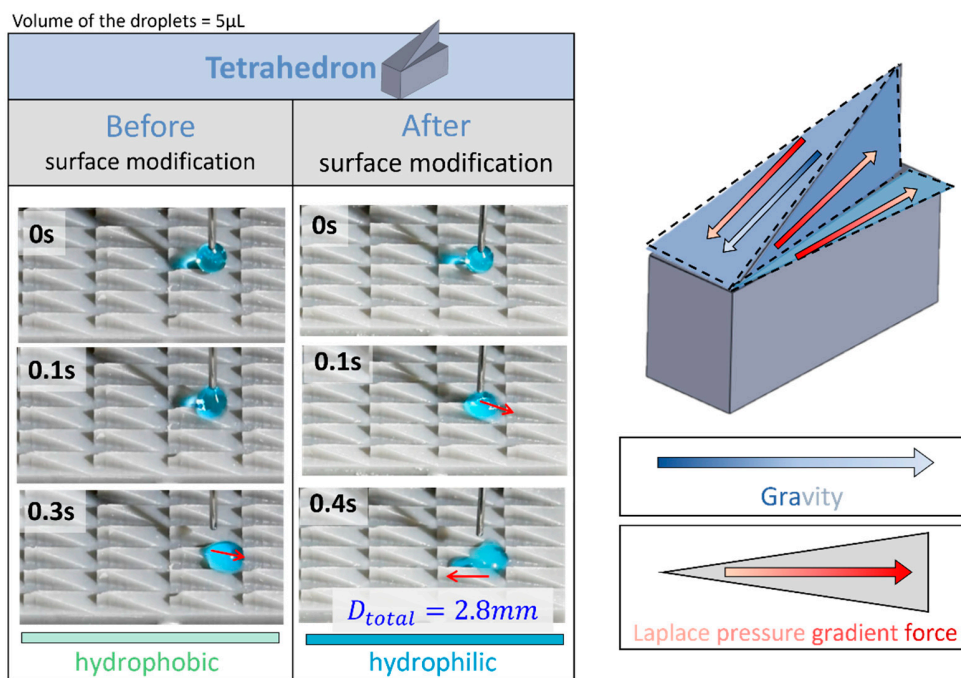 Volume of the droplets = 5μL
Tetrahedron
Before
surface modification
After
surface modification
0s
0s
0.1s
0.1s
0.3s
0.4s
D_total = 2.8mm
hydrophobic
hydrophilic
Gravity
Laplace pressure gradient force